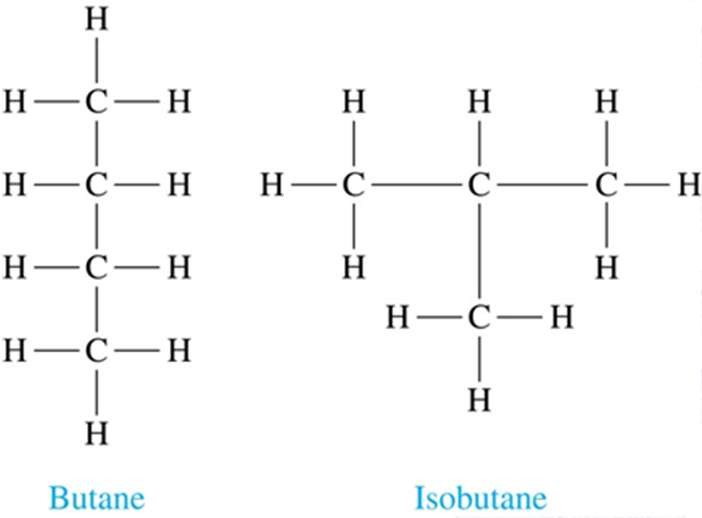 H
H—C—H
H—C—H
H—C—H
H—C—H
H
Butane
H H H
H—C—C—C—H
H H
H—C—H
H
Isobutane